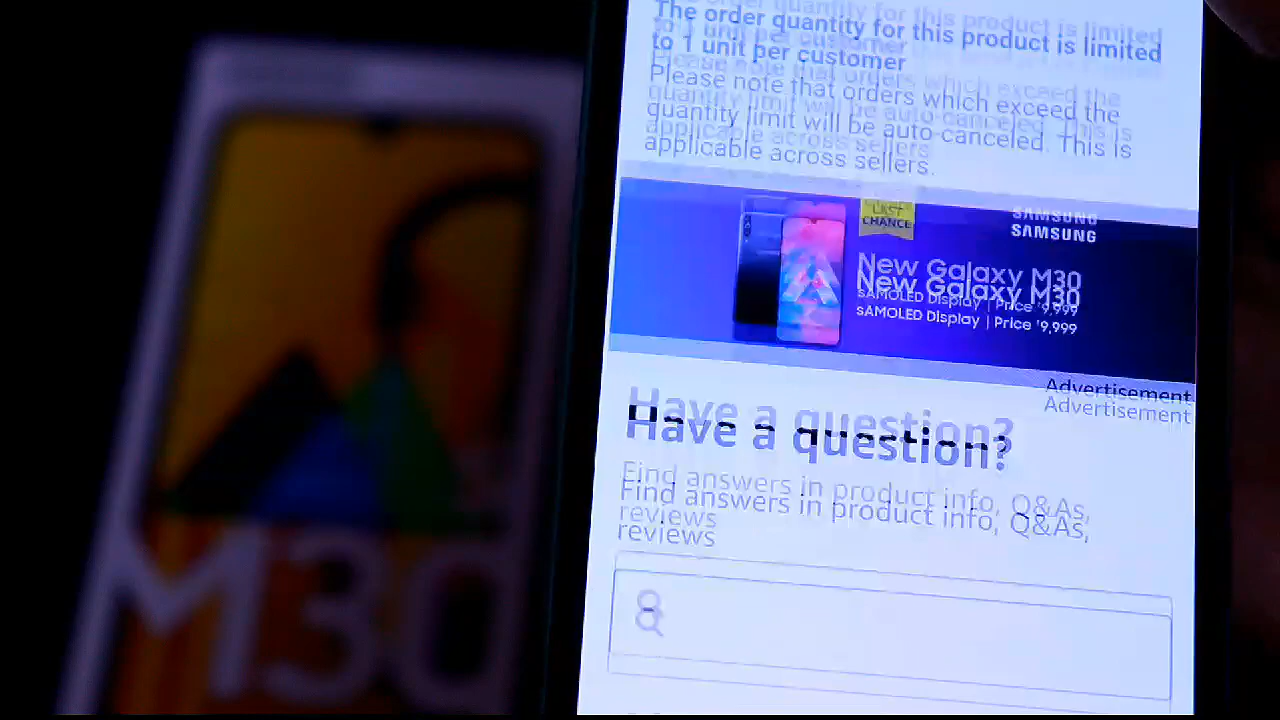 The order quantity for this product is limited
to 1 unit per customer
Please note that orders which exceed the
quantity limit will be auto-canceled. This is
applicable across sellers.
LAST
CHANCE
SAMSUNG
New Galaxy M30
sAMOLED Display | Price '9,999
Advertisement
Have a question?
Find answers in product info, Q&As,
reviews
M30